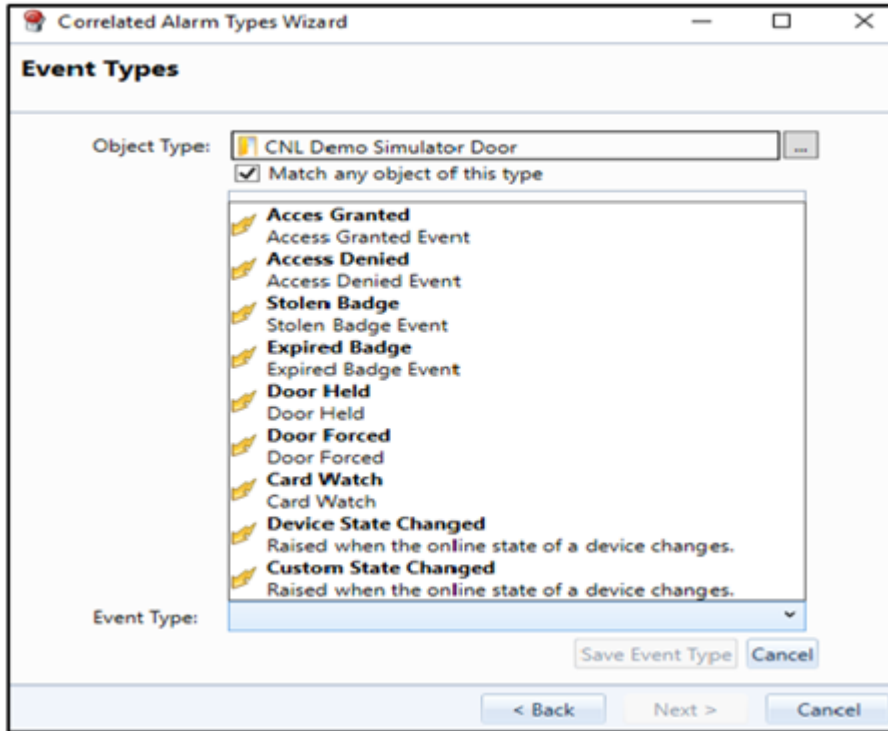 Correlated Alarm Types Wizard
Event Types
Object Type: CNL Demo Simulator Door ...
Match any object of this type
Acces Granted
Access Granted Event
Access Denied
Access Denied Event
Stolen Badge
Stolen Badge Event
Expired Badge
Expired Badge Event
Door Held
Door Held
Door Forced
Door Forced
Card Watch
Card Watch
Device State Changed
Raised when the online state of a device changes.
Custom State Changed
Raised when the online state of a device changes.
Event Type:
Save Event Type Cancel
< Back Next > Cancel